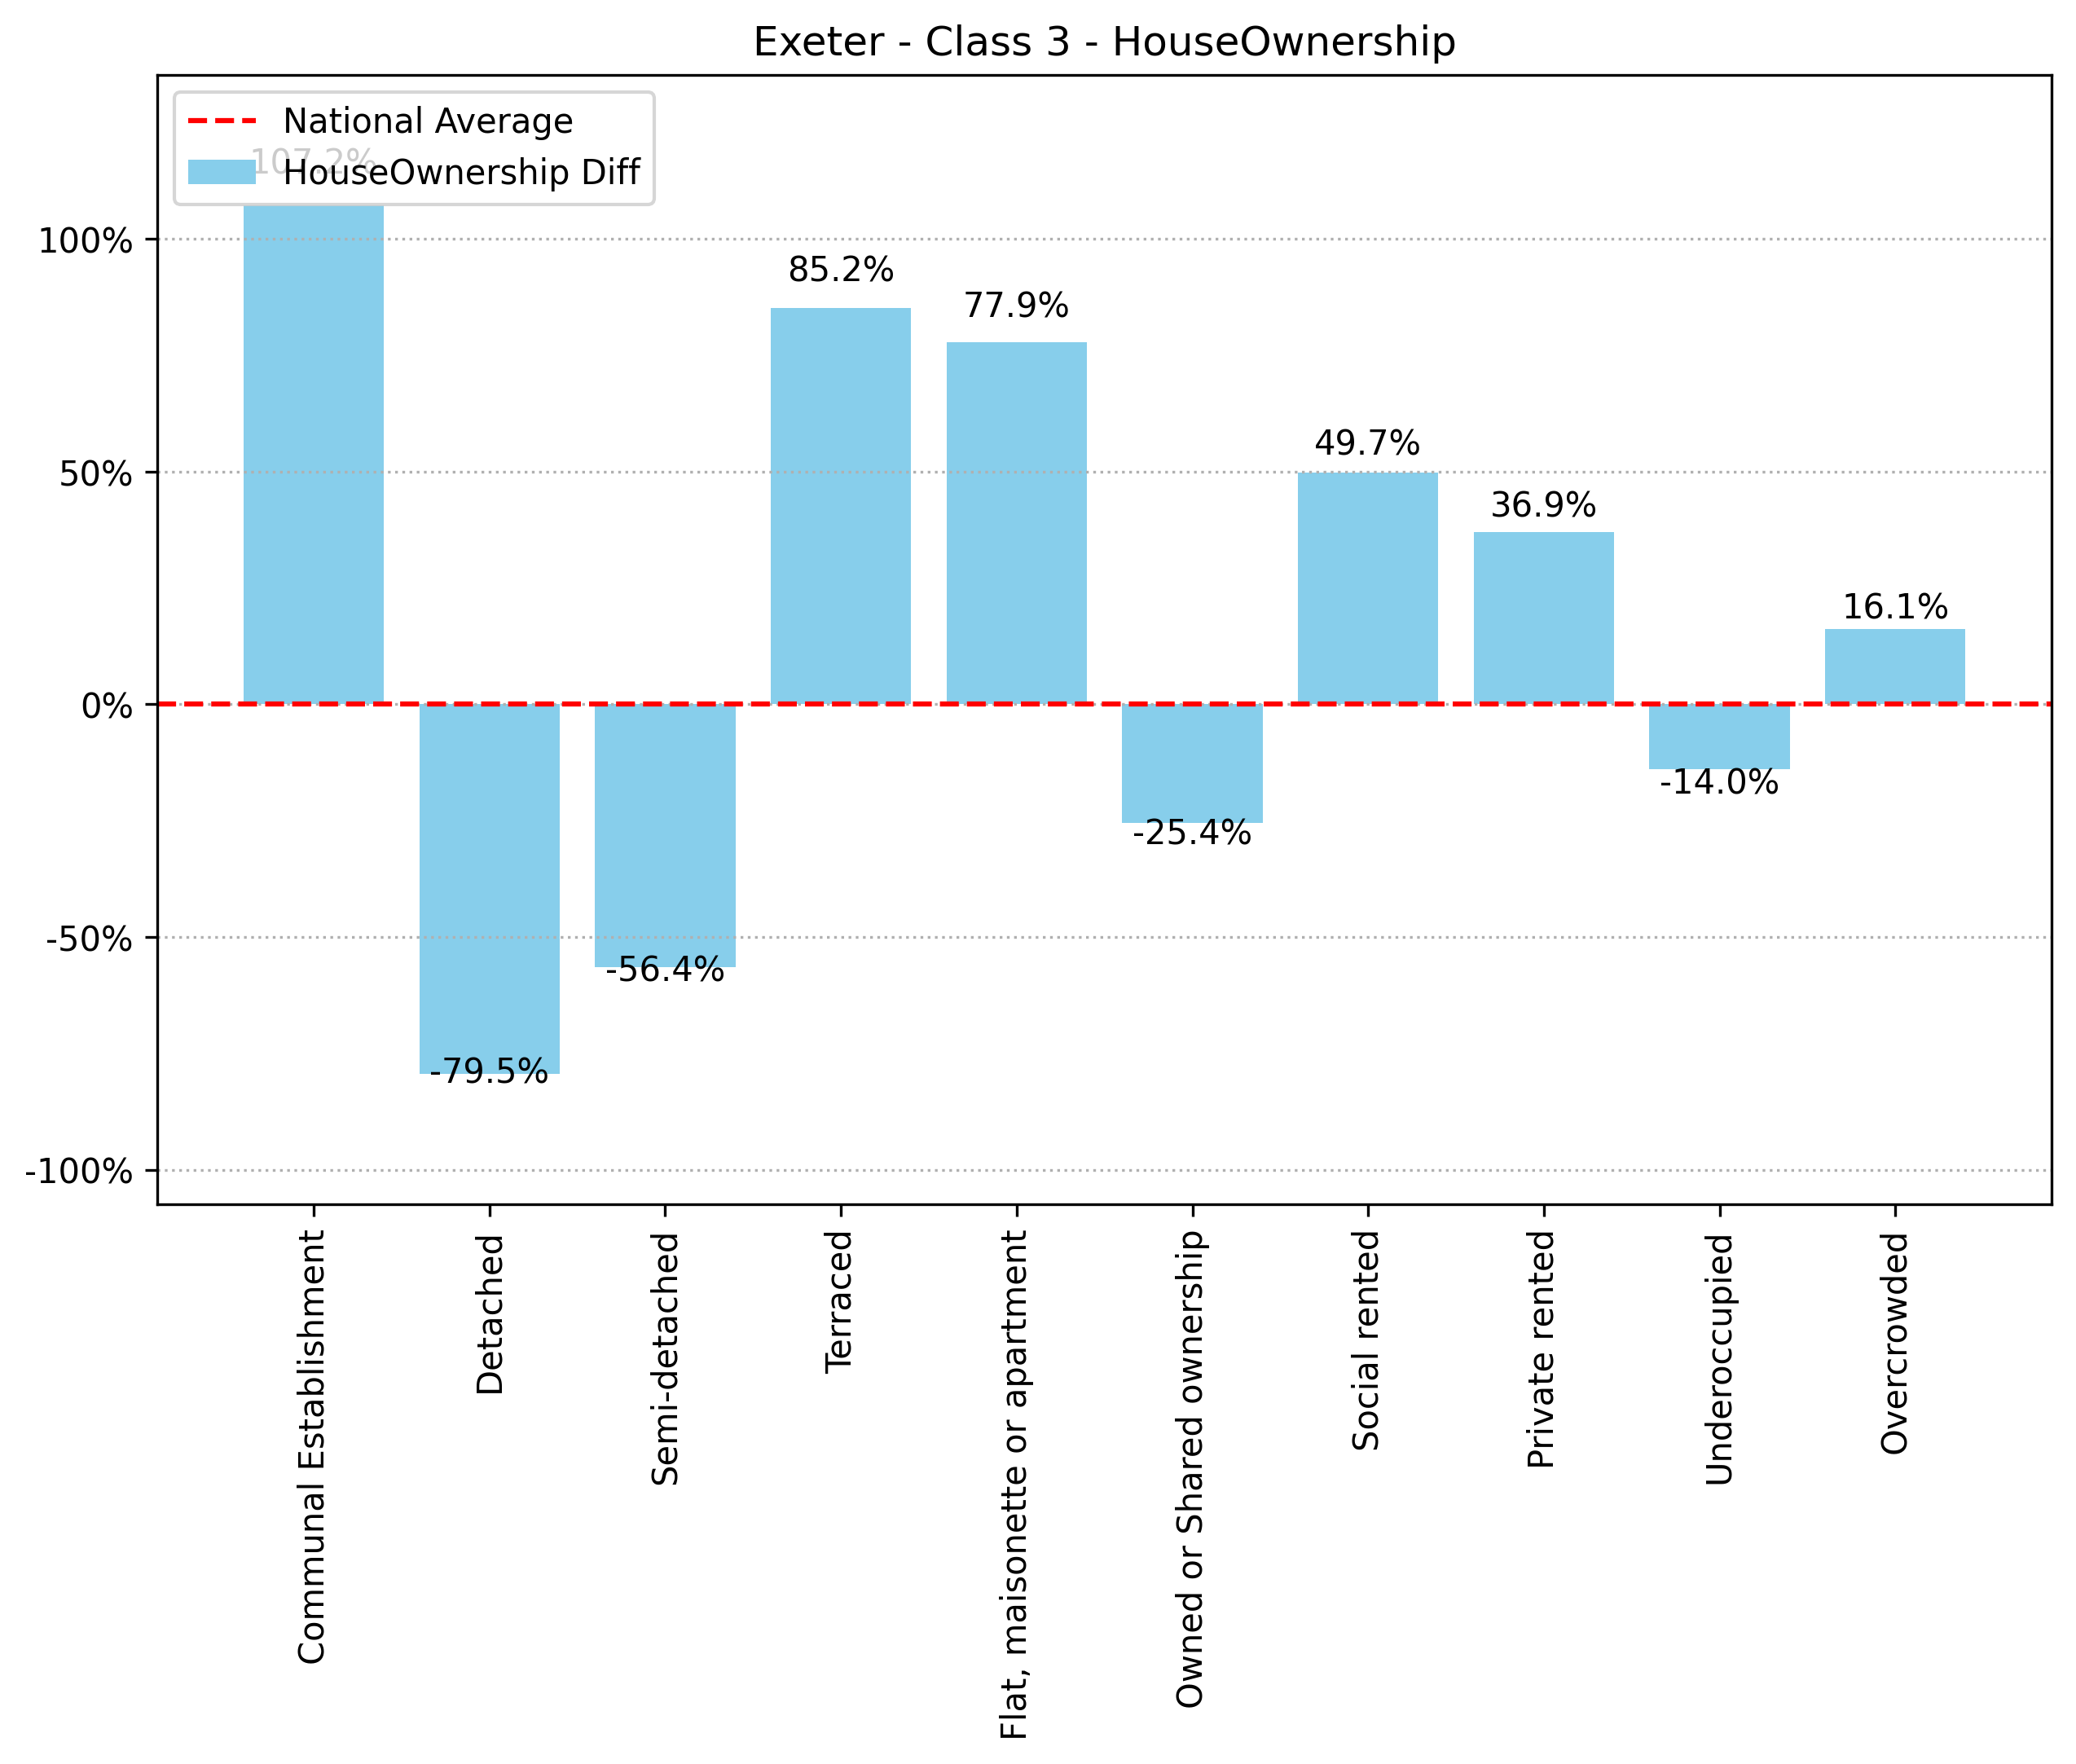 Exeter - Class 3 - HouseOwnership
National Average
107.2%
HouseOwnership Diff
100%
50%
0%
-50%
-100%
85.2%
77.9%
49.7%
36.9%
16.1%
-14.0%
-25.4%
-56.4%
-79.5%
Communal Establishment
Detached
Semi-detached
Terraced
Flat, maisonette or apartment
Owned or Shared ownership
Social rented
Private rented
Underoccupied
Overcrowded